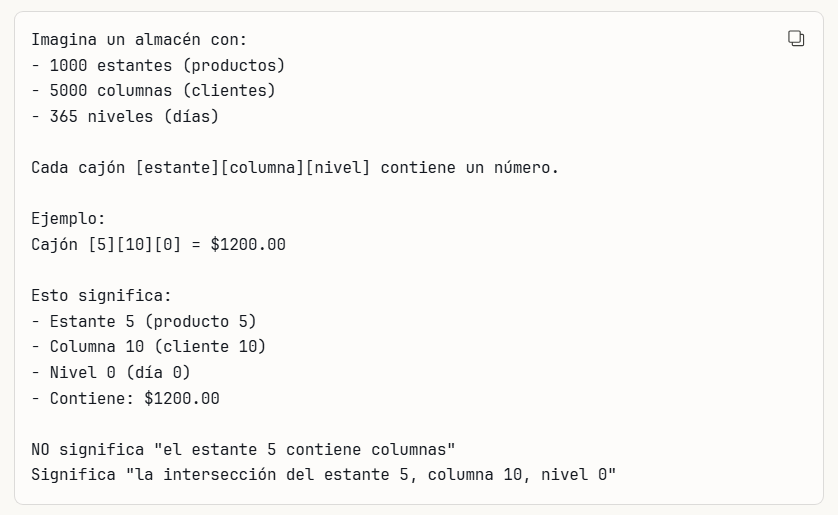 Imagina un almacén con:
- 1000 estantes (productos)
- 5000 columnas (clientes)
- 365 niveles (días)
Cada cajón [estante][columna][nivel] contiene un número.
Ejemplo:
Cajón [5][10][0] = $1200.00
Esto significa:
- Estante 5 (producto 5)
- Columna 10 (cliente 10)
- Nivel 0 (día 0)
- Contiene: $1200.00
NO significa "el estante 5 contiene columnas"
Significa "la intersección del estante 5, columna 10, nivel 0"